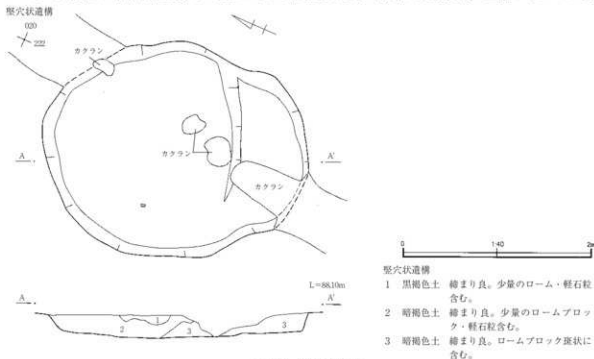 竪穴状遺構
020
222
カクラン
カクラン
カクラン
A
A'
L=88.10m
A
A'
1
2
3
3
0
1:40
2m
竪穴状遺構
1 黒褐色土 締まり良。少量のローム・軽石粒
含む。
2 暗褐色土 締まり良。少量のロームブロッ
ク・軽石粒含む。
3 暗褐色土 締まり良。ロームブロック斑状に
含む。